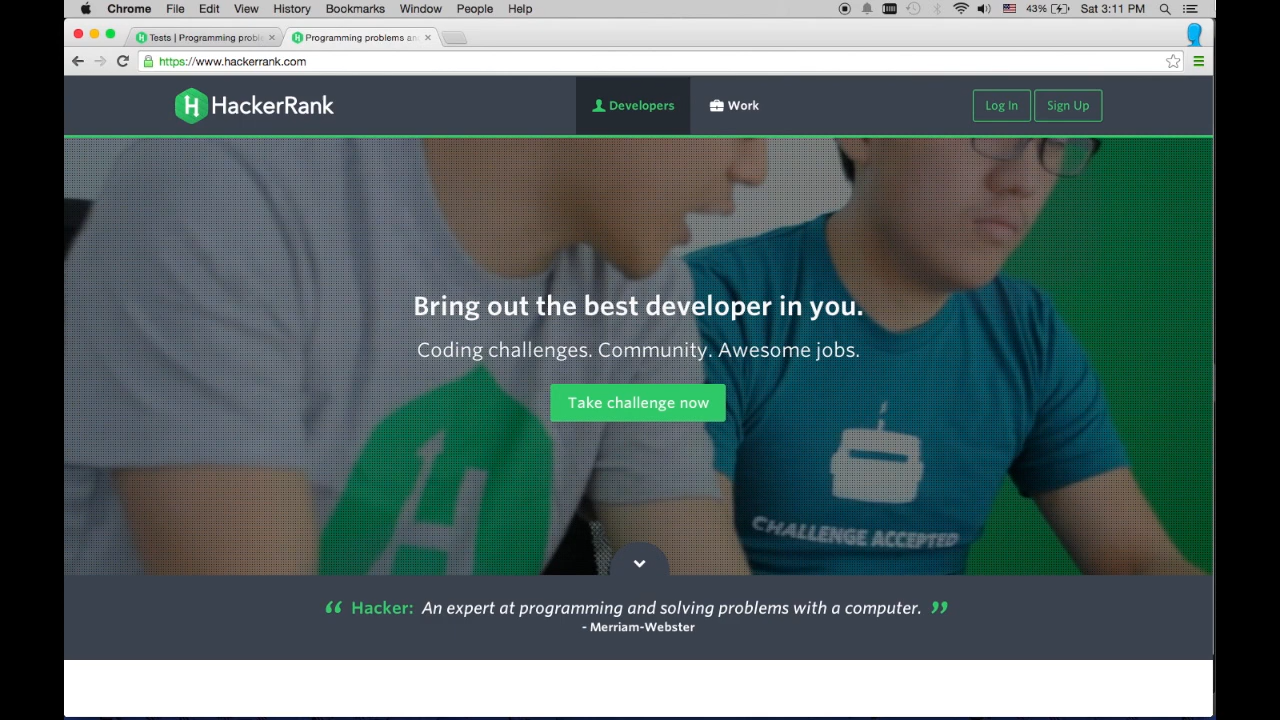 Chrome File Edit View History Bookmarks Window People Help 43% Sat 3:11 PM
Tests | Programming proble Programming problems an
https://www.hackerrank.com
H HackerRank Developers Work Log In Sign Up
Bring out the best developer in you.
Coding challenges. Community. Awesome jobs.
Take challenge now
H
CHALLENGE ACCEPTED
“ Hacker: An expert at programming and solving problems with a computer. ”
- Merriam-Webster